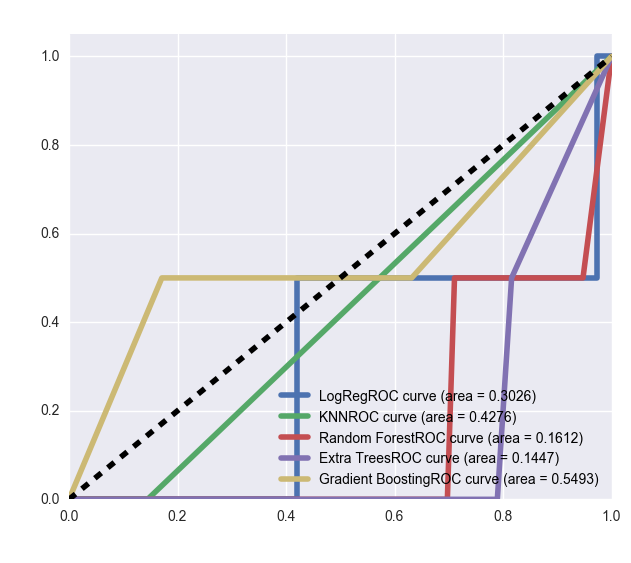 1.0
0.8
0.6
0.4
0.2
0.0
LogRegROC curve (area = 0.3026)
KNNROC curve (area = 0.4276)
Random ForestROC curve (area = 0.1612)
Extra TreesROC curve (area = 0.1447)
Gradient BoostingROC curve (area = 0.5493)
0.0 0.2 0.4 0.6 0.8 1.0